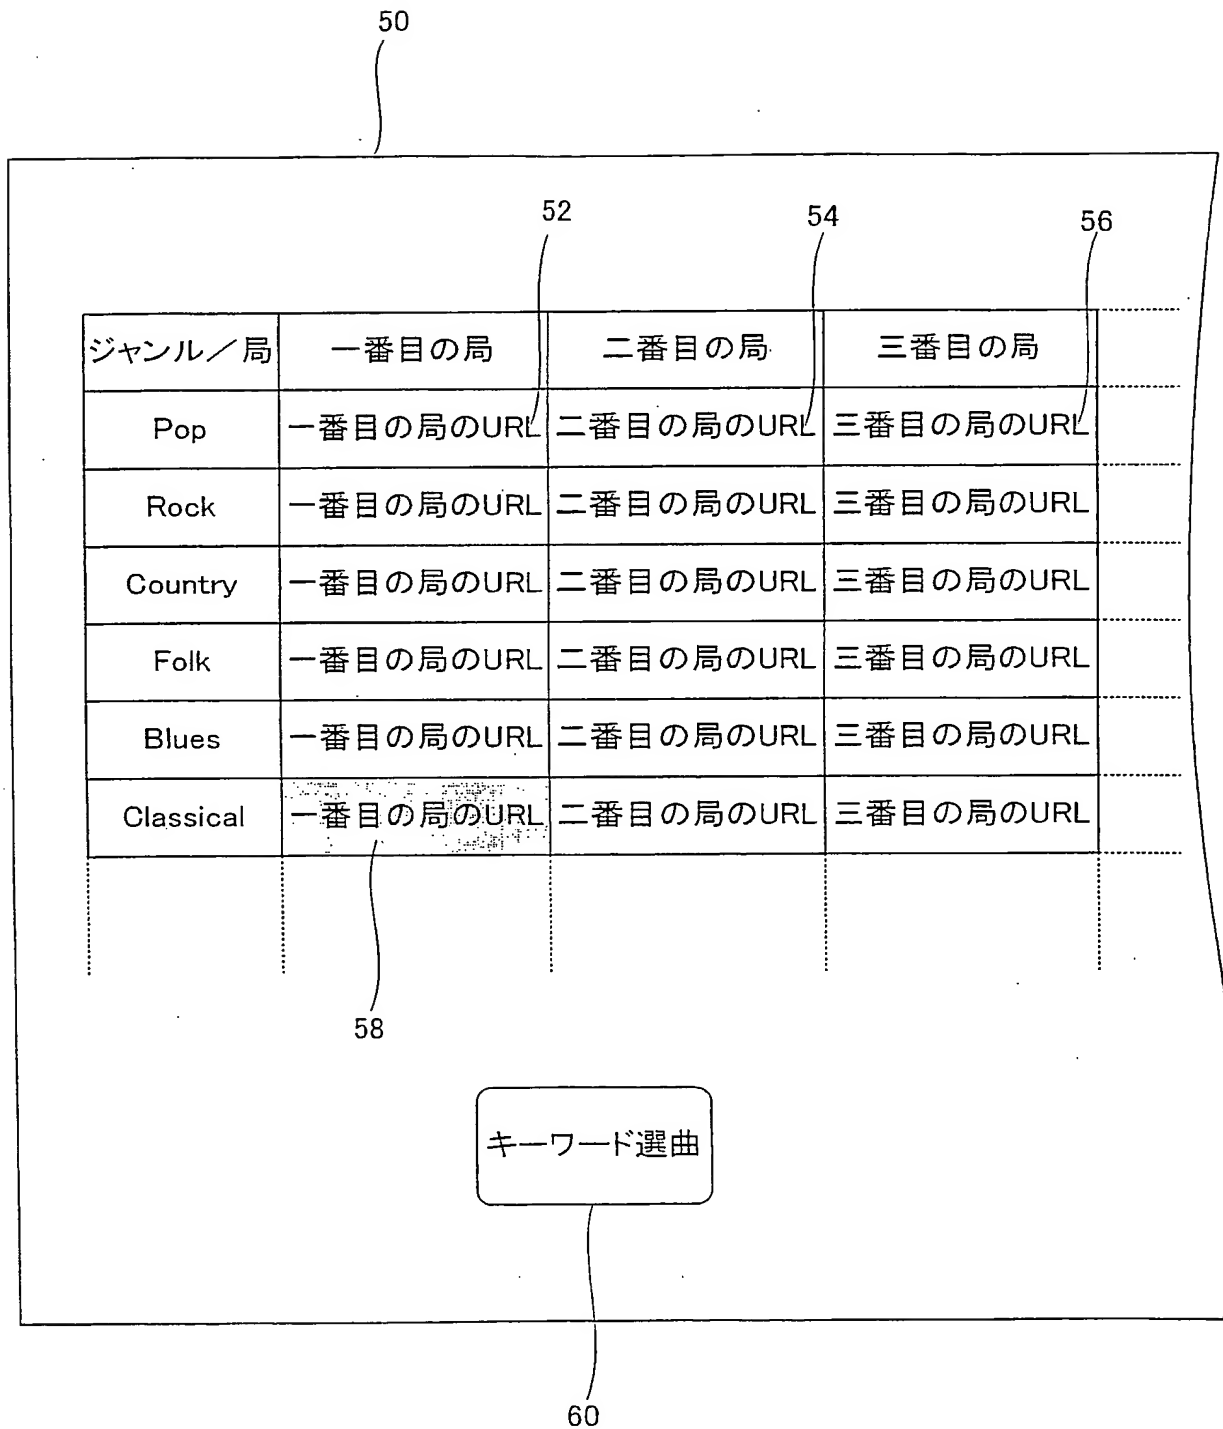 50
52 54 56
ジャンル／局 一番目の局 二番目の局 三番目の局
Pop 一番目の局のURL 二番目の局のURL 三番目の局のURL
Rock 一番目の局のURL 二番目の局のURL 三番目の局のURL
Country 一番目の局のURL 二番目の局のURL 三番目の局のURL
Folk 一番目の局のURL 二番目の局のURL 三番目の局のURL
Blues 一番目の局のURL 二番目の局のURL 三番目の局のURL
Classical 一番目の局のURL 二番目の局のURL 三番目の局のURL
58
キーワード選曲
60